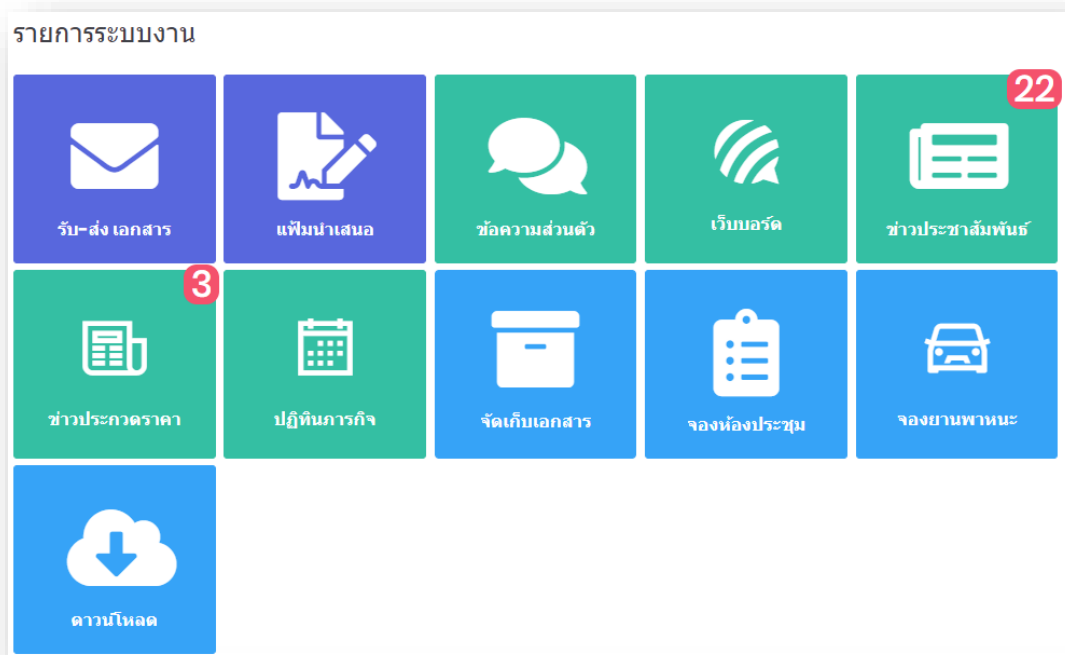 รายการระบบงาน
รับ-ส่ง เอกสาร
แฟ้มนำเสนอ
ข้อความส่วนตัว
เว็บบอร์ด
22
ข่าวประชาสัมพันธ์
3
ข่าวประกวดราคา
ปฏิทินภารกิจ
จัดเก็บเอกสาร
จองห้องประชุม
จองยานพาหนะ
ดาวน์โหลด